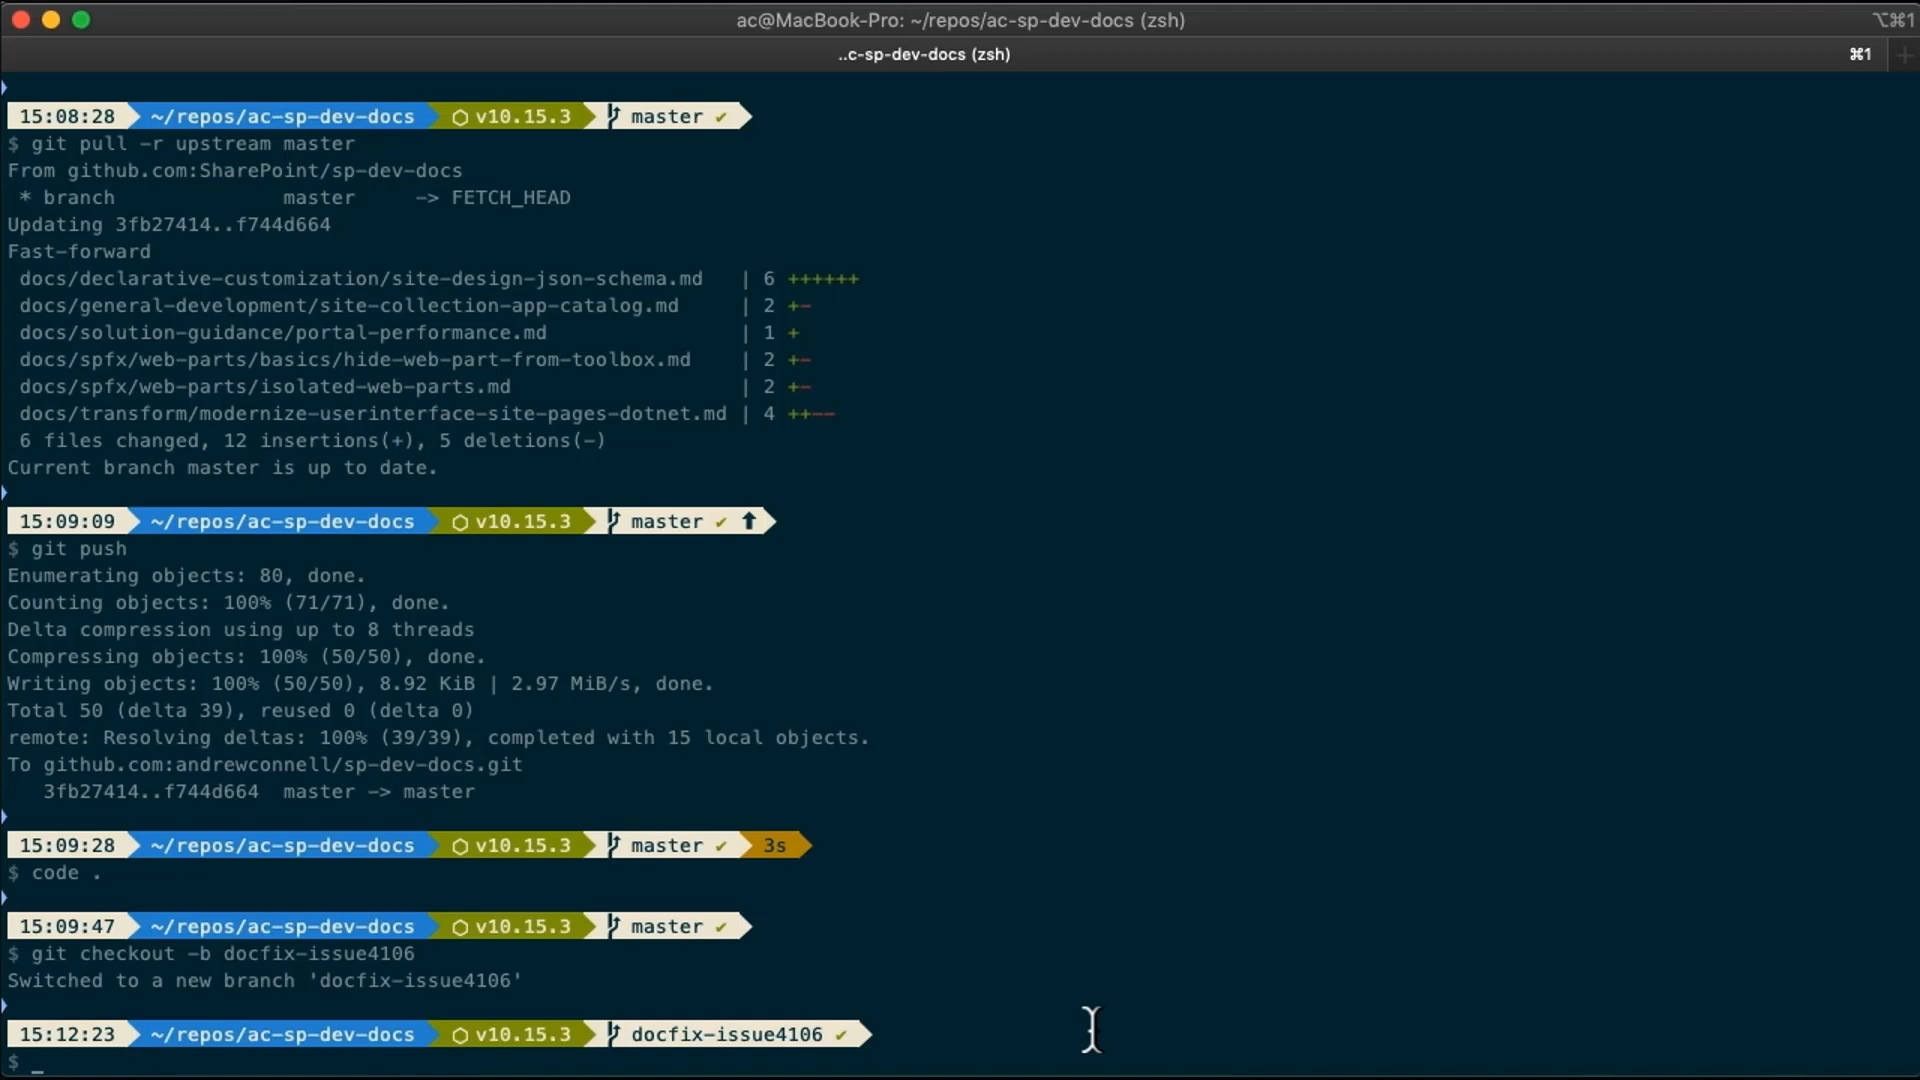 ac@MacBook-Pro: ~/repos/ac-sp-dev-docs (zsh)
⌥⌘1
..c-sp-dev-docs (zsh)
⌘1
15:08:28 ~/repos/ac-sp-dev-docs v10.15.3 master ✔
$ git pull -r upstream master
From github.com:SharePoint/sp-dev-docs
 * branch              master     -> FETCH_HEAD
Updating 3fb27414..f744d664
Fast-forward
 docs/declarative-customization/site-design-json-schema.md   | 6 ++++++
 docs/general-development/site-collection-app-catalog.md     | 2 +-
 docs/solution-guidance/portal-performance.md                | 1 +
 docs/spfx/web-parts/basics/hide-web-part-from-toolbox.md    | 2 +-
 docs/spfx/web-parts/isolated-web-parts.md                   | 2 +-
 docs/transform/modernize-userinterface-site-pages-dotnet.md | 4 ++--
 6 files changed, 12 insertions(+), 5 deletions(-)
Current branch master is up to date.
15:09:09 ~/repos/ac-sp-dev-docs v10.15.3 master ✔ ⬆
$ git push
Enumerating objects: 80, done.
Counting objects: 100% (71/71), done.
Delta compression using up to 8 threads
Compressing objects: 100% (50/50), done.
Writing objects: 100% (50/50), 8.92 KiB | 2.97 MiB/s, done.
Total 50 (delta 39), reused 0 (delta 0)
remote: Resolving deltas: 100% (39/39), completed with 15 local objects.
To github.com:andrewconnell/sp-dev-docs.git
   3fb27414..f744d664  master -> master
15:09:28 ~/repos/ac-sp-dev-docs v10.15.3 master ✔ 3s
$ code .
15:09:47 ~/repos/ac-sp-dev-docs v10.15.3 master ✔
$ git checkout -b docfix-issue4106
Switched to a new branch 'docfix-issue4106'
15:12:23 ~/repos/ac-sp-dev-docs v10.15.3 docfix-issue4106 ✔
$ _